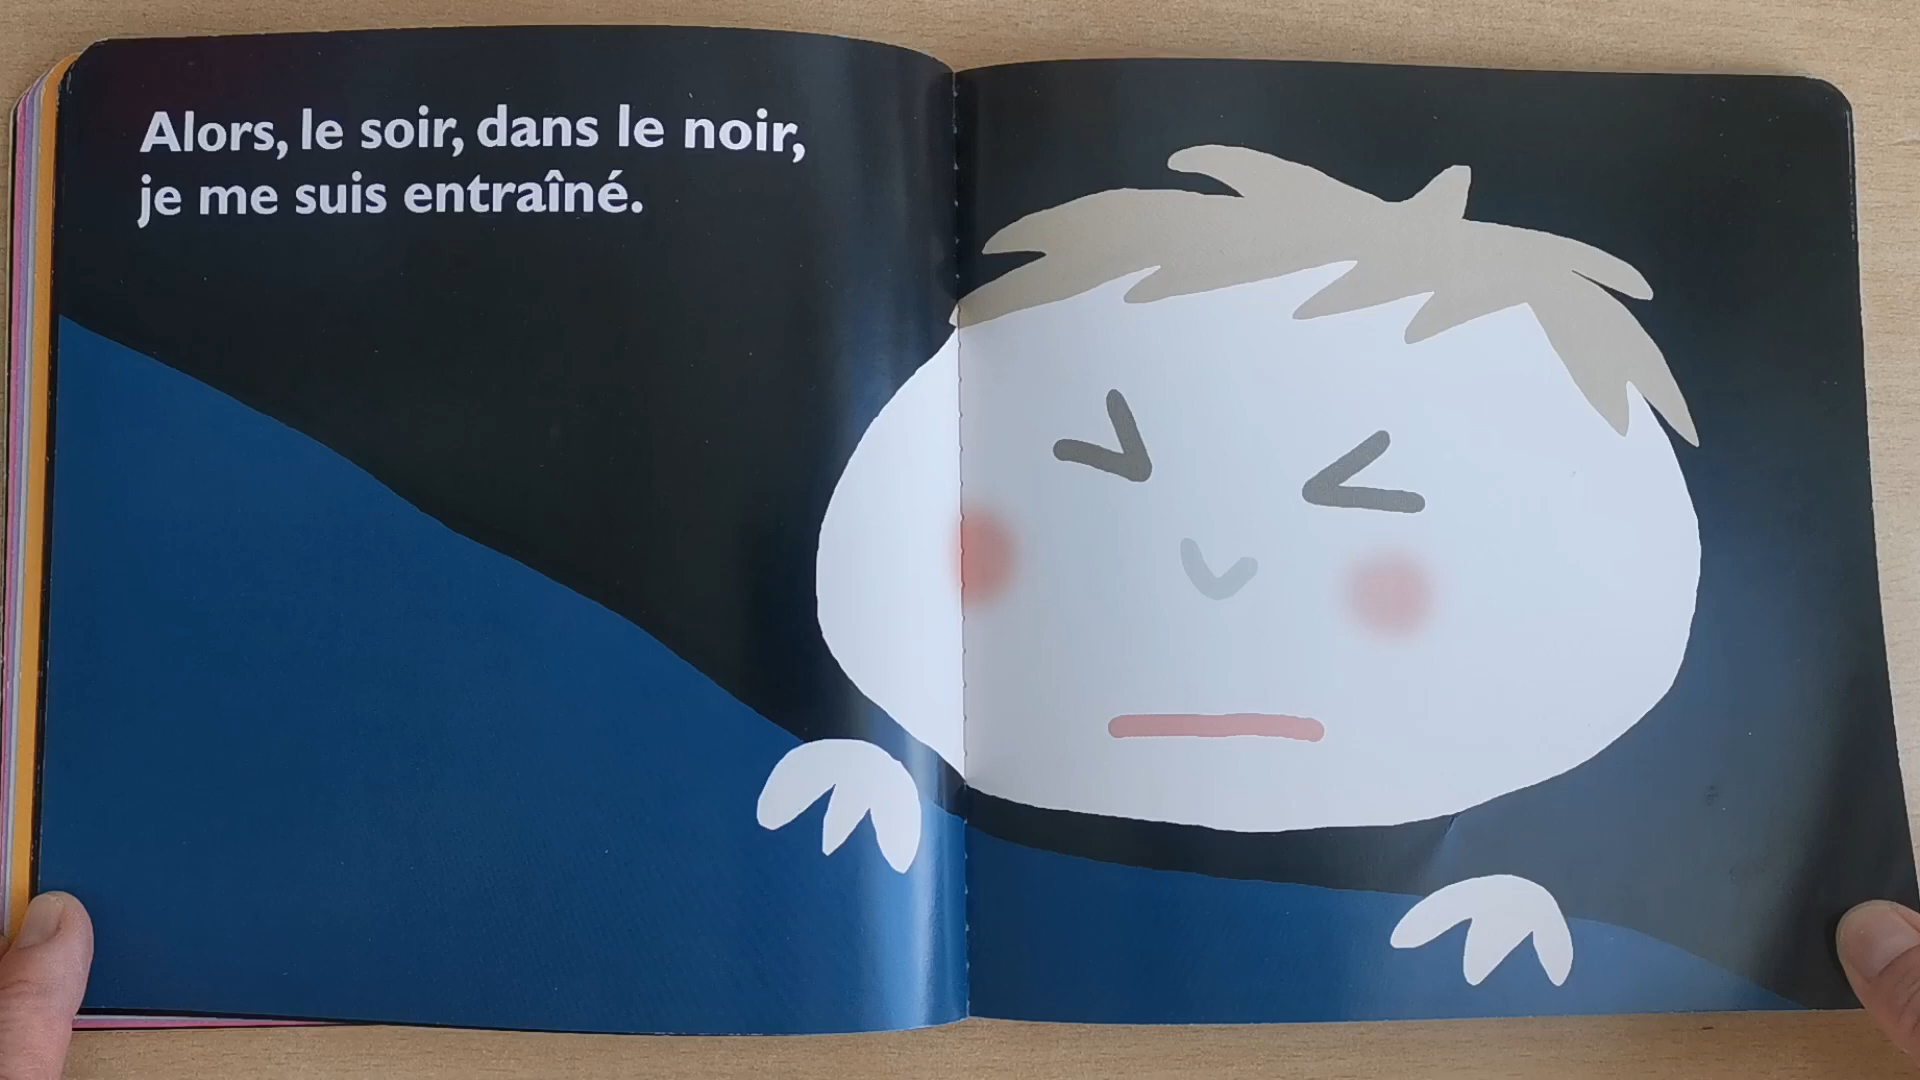 Alors, le soir, dans le noir,
je me suis entraîné.